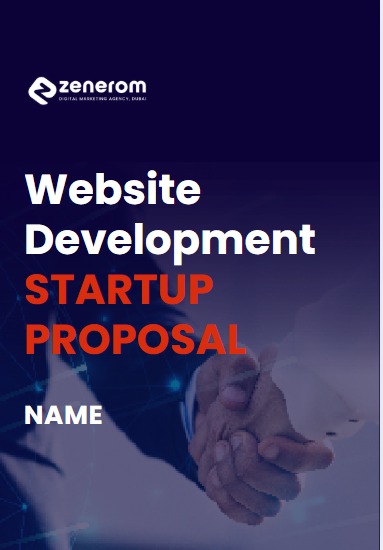 zenerom
DIGITAL MARKETING AGENCY, DUBAI
Website
Development
STARTUP
PROPOSAL
NAME